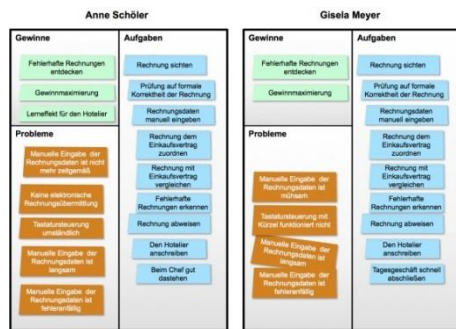 Anne Schöler
Gewinne
Fehlerhafte Rechnungen
entdecken
Gewinnmaximierung
Lerneffekt für den Hotelier
Probleme
Manuelle Eingabe der
Rechnungsdaten ist nicht
mehr zeitgemäß
Keine elektronische
Rechnungsübermittlung
Tastatursteuerung
umständlich
Manuelle Eingabe der
Rechnungsdaten ist
langsam
Manuelle Eingabe der
Rechnungsdaten ist
fehleranfällig
Aufgaben
Rechnung sichten
Prüfung auf formale
Korrektheit der Rechnung
Rechnungsdaten
manuell eingeben
Rechnung dem
Einkaufsvertrag
zuordnen
Rechnung mit
Einkaufsvertrag
vergleichen
Fehlerhafte
Rechnungen erkennen
Rechnung abweisen
Den Hotelier
anschreiben
Beim Chef gut
dastehen
Gisela Meyer
Gewinne
Fehlerhafte Rechnungen
entdecken
Gewinnmaximierung
Probleme
Manuelle Eingabe der
Rechnungsdaten ist
mühsam
Tastatursteuerung mit
Kürzel funktioniert nicht
Manuelle Eingabe der
Rechnungsdaten ist
langsam
Manuelle Eingabe der
Rechnungsdaten ist
fehleranfällig
Aufgaben
Rechnung sichten
Prüfung auf formale
Korrektheit der Rechnung
Rechnungsdaten
manuell eingeben
Rechnung dem
Einkaufsvertrag
zuordnen
Rechnung mit
Einkaufsvertrag
vergleichen
Fehlerhafte
Rechnungen erkennen
Rechnung abweisen
Den Hotelier
anschreiben
Tagesgeschäft schnell
abschließen